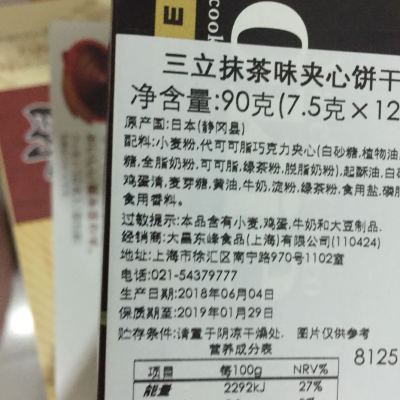 cook
三立抹茶味夹心饼干
净含量:90克(7.5克×12
原产国:日本(静冈县)
配料:小麦粉,代可可脂巧克力夹心(白砂糖,植物油,
糖,全脂奶粉,可可脂,绿茶粉,脱脂奶粉),起酥油,白
鸡蛋清,麦芽糖,黄油,牛奶,淀粉,绿茶粉,食用盐,磷脂
食用香料。
过敏提示:本品含有小麦,鸡蛋,牛奶和大豆制品.
经销商:大赢东峰食品(上海)有限公司(110424)
地址:上海市徐汇区南宁路970号1102室
电话:021-54379777
生产日期:2018年06月04日
保质期至:2019年01月29日
贮存条件:请置于阴凉干燥处. 图片仅供参考
营养成分表
8125
项目 每100g NRV%
能量 2292kJ 27%